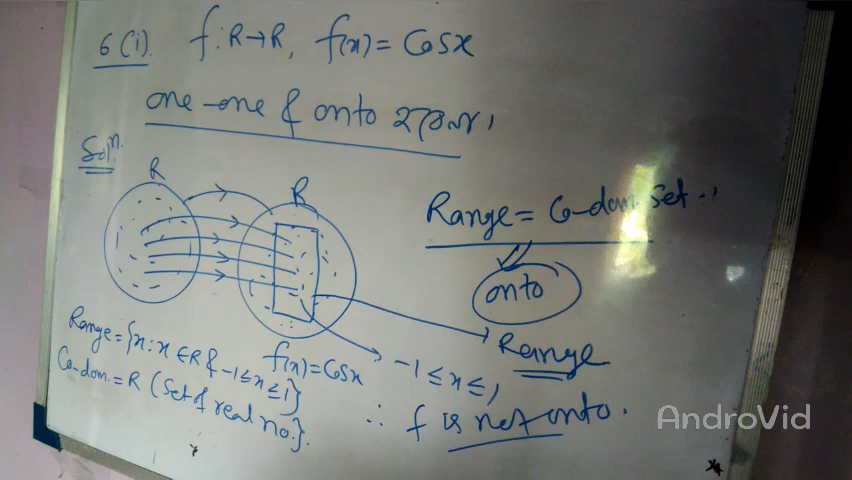 6(i). f: R→R, f(x) = Cosx
one-one & onto
Solⁿ.
R
R
Range = Co-dom. Set
onto
Range
f(x) = Cosx
-1 ≤ x ≤ 1
Range = {x : x ∈ R & -1 ≤ x ≤ 1}
Co-dom. = R (Set of real no.}.
∴ f is not onto.
AndroVid